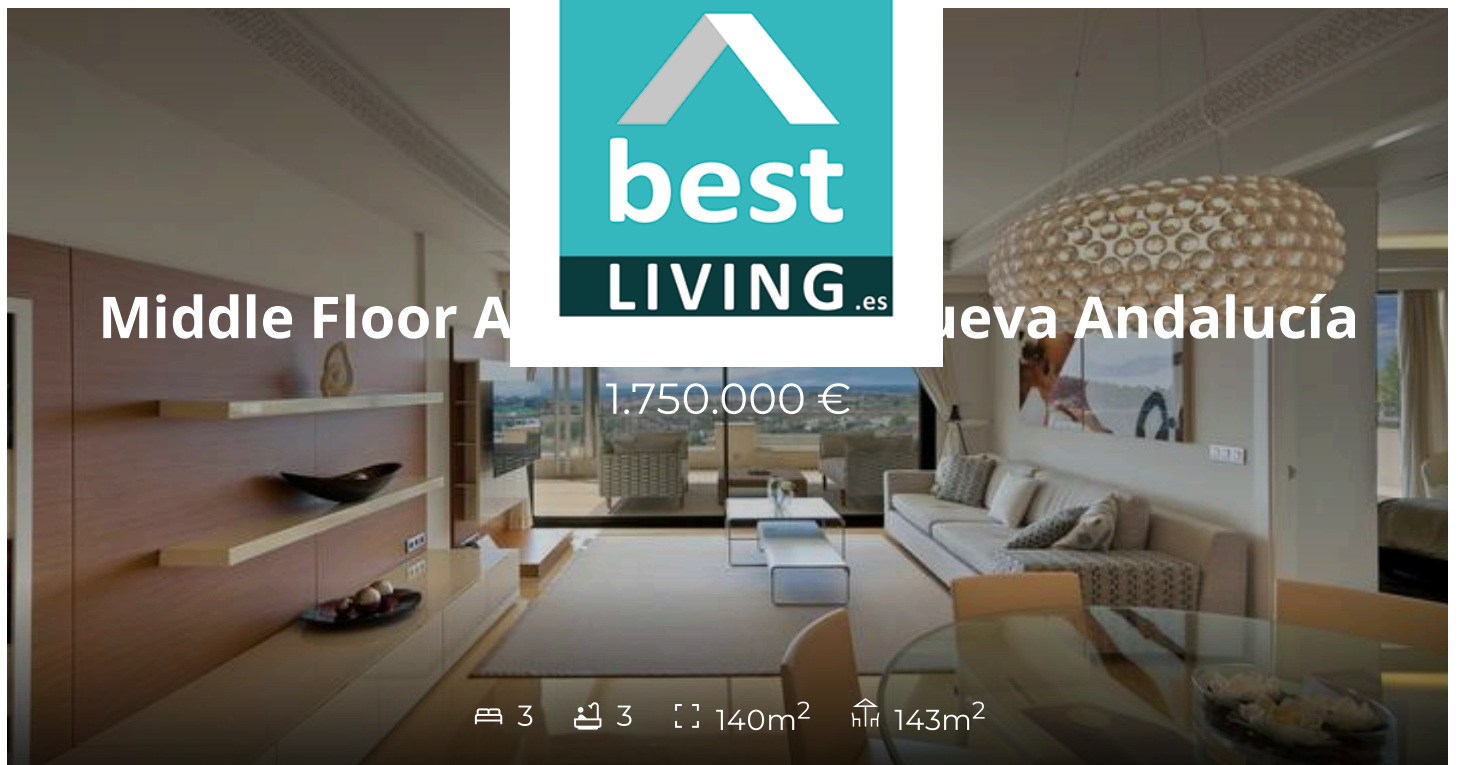 best
LIVING.es
Middle Floor A ueva Andalucía
1.750.000 €
3 3 140m² 143m²